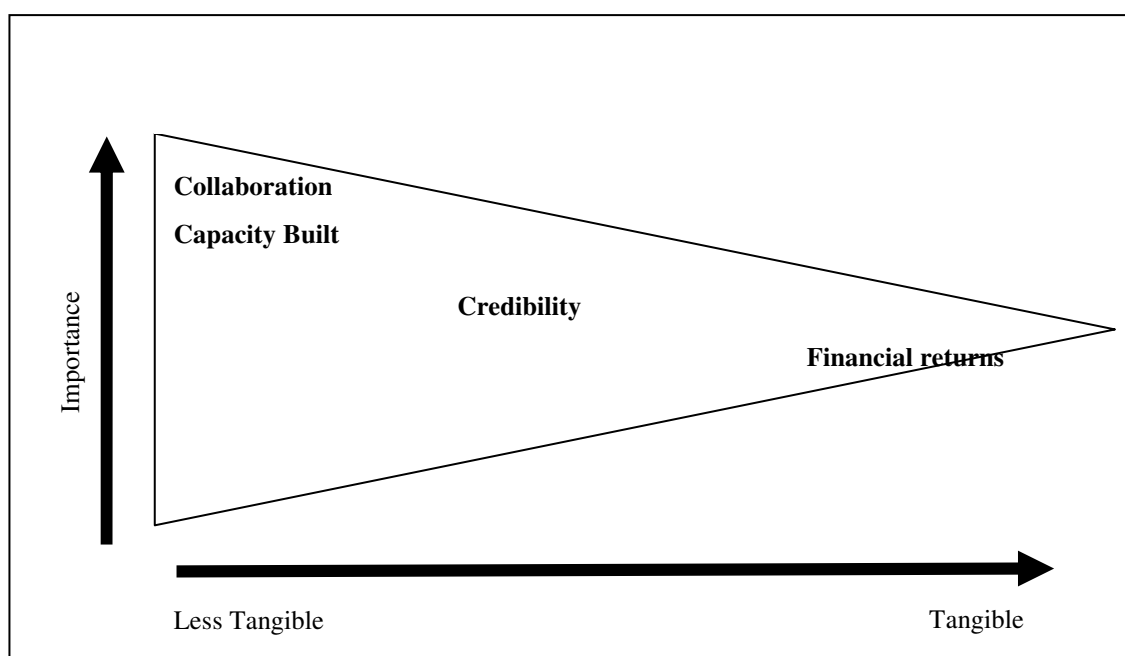 Collaboration
Capacity Built
Credibility
Financial returns
Importance
Less Tangible
Tangible